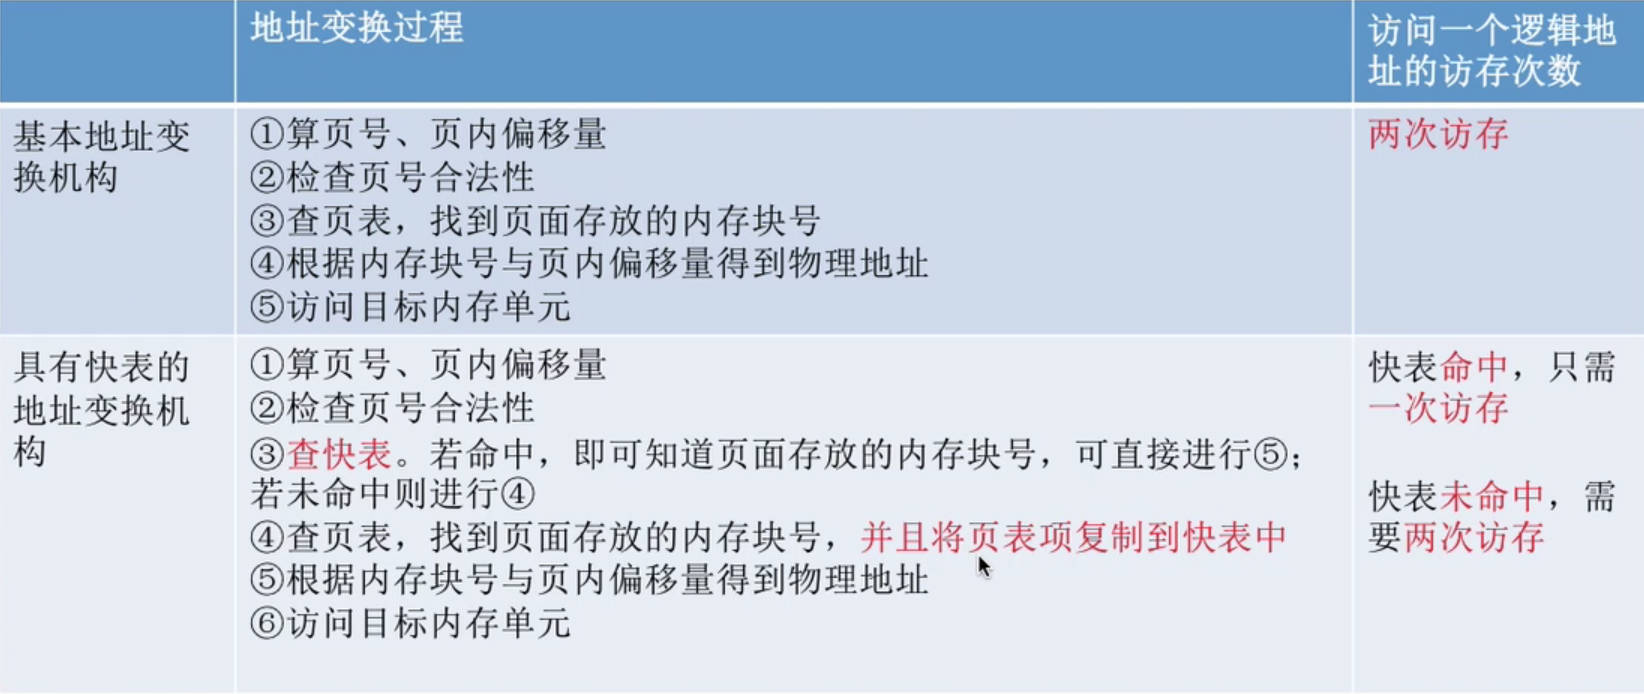 地址变换过程
访问一个逻辑地
址的访存次数
基本地址变
换机构
①算页号、页内偏移量
②检查页号合法性
③查页表，找到页面存放的内存块号
④根据内存块号与页内偏移量得到物理地址
⑤访问目标内存单元
两次访存
具有快表的
地址变换机
构
①算页号、页内偏移量
②检查页号合法性
③查快表。若命中，即可知道页面存放的内存块号，可直接进行⑤；
若未命中则进行④
④查页表，找到页面存放的内存块号，并且将页表项复制到快表中
⑤根据内存块号与页内偏移量得到物理地址
⑥访问目标内存单元
快表命中，只需
一次访存
快表未命中，需
要两次访存